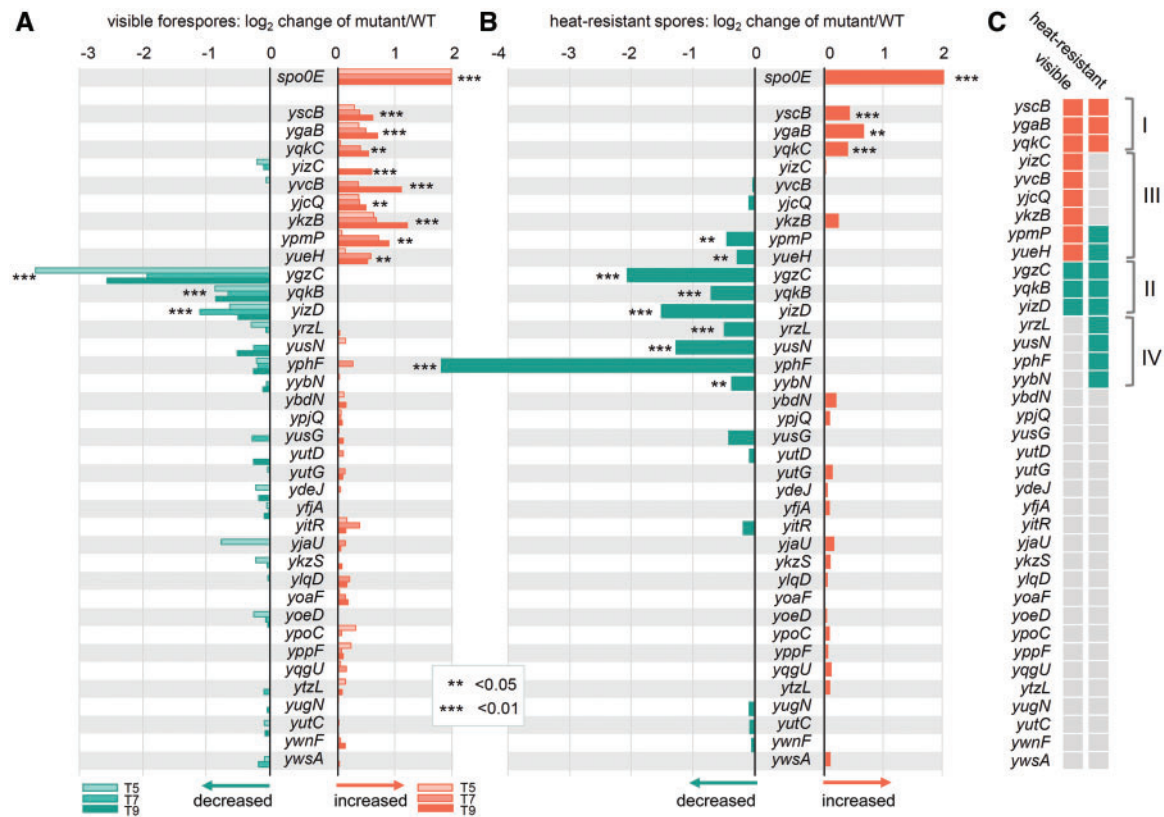 A visible forespores: log2 change of mutant/WT
-3 -2 -1 0 0 1 2
spo0E ***
yscB ***
ygaB ***
yqkC **
yizC ***
yvcB ***
yjcQ **
ykzB ***
ypmP **
yueH **
*** ygzC
*** yqkB
*** yizD
yrzL
yusN
yphF
yybN
ybdN
ypjQ
yusG
yutD
yutG
ydeJ
yfjA
yitR
yjaU
ykzS
ylqD
yoaF
yoeD
ypoC
yppF
yqgU
ytzL
yugN
yutC
ywnF
ywsA
decreased increased
T5
T7
T9
T5
T7
T9
** <0.05
*** <0.01
B heat-resistant spores: log2 change of mutant/WT
-4 -3 -2 -1 0 0 1 2
spo0E ***
yscB ***
ygaB **
yqkC ***
yizC
yvcB
yjcQ
ykzB
** ypmP
** yueH
*** ygzC
*** yqkB
*** yizD
*** yrzL
*** yusN
*** yphF
** yybN
ybdN
ypjQ
yusG
yutD
yutG
ydeJ
yfjA
yitR
yjaU
ykzS
ylqD
yoaF
yoeD
ypoC
yppF
yqgU
ytzL
yugN
yutC
ywnF
ywsA
decreased increased
C
visible
heat-resistant
yscB
ygaB
yqkC
yizC
yvcB
yjcQ
ykzB
ypmP
yueH
ygzC
yqkB
yizD
yrzL
yusN
yphF
yybN
ybdN
ypjQ
yusG
yutD
yutG
ydeJ
yfjA
yitR
yjaU
ykzS
ylqD
yoaF
yoeD
ypoC
yppF
yqgU
ytzL
yugN
yutC
ywnF
ywsA
I
III
II
IV